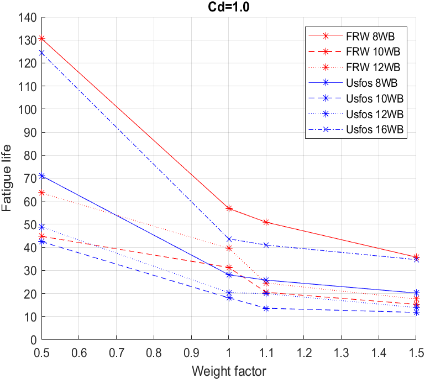 Cd=1.0
140
130
120
110
100
90
80
70
60
50
40
30
20
10
0
Fatigue life
FRW 8WB
FRW 10WB
FRW 12WB
Usfos 8WB
Usfos 10WB
Usfos 12WB
Usfos 16WB
0.5 0.6 0.7 0.8 0.9 1 1.1 1.2 1.3 1.4 1.5
Weight factor